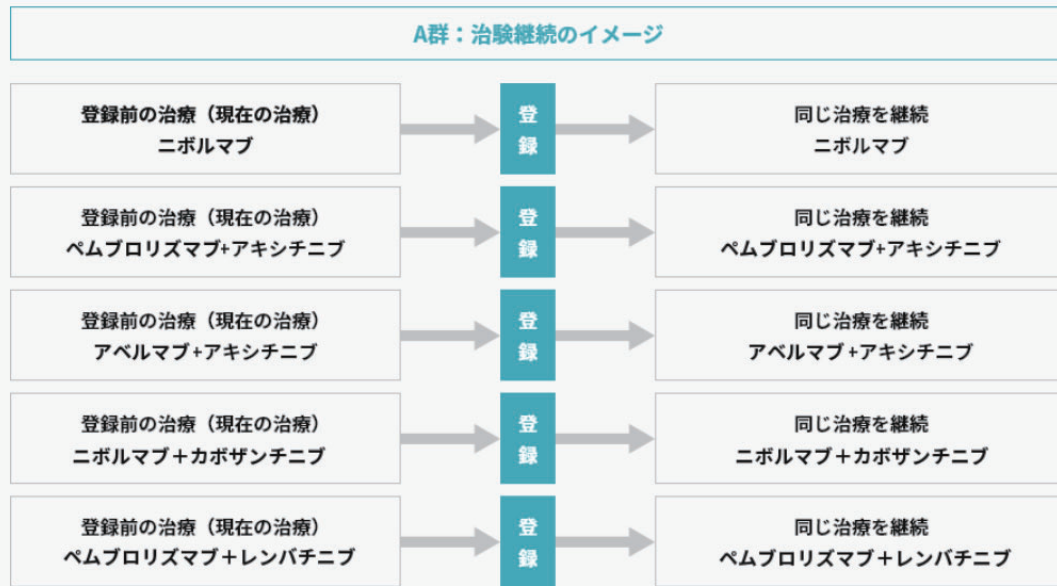 A群：治験継続のイメージ
登録前の治療（現在の治療）
ニボルマブ
登
録
同じ治療を継続
ニボルマブ
登録前の治療（現在の治療）
ペムブロリズマブ+アキシチニブ
登
録
同じ治療を継続
ペムブロリズマブ+アキシチニブ
登録前の治療（現在の治療）
アベルマブ+アキシチニブ
登
録
同じ治療を継続
アベルマブ+アキシチニブ
登録前の治療（現在の治療）
ニボルマブ＋カボザンチニブ
登
録
同じ治療を継続
ニボルマブ＋カボザンチニブ
登録前の治療（現在の治療）
ペムブロリズマブ＋レンバチニブ
登
録
同じ治療を継続
ペムブロリズマブ＋レンバチニブ